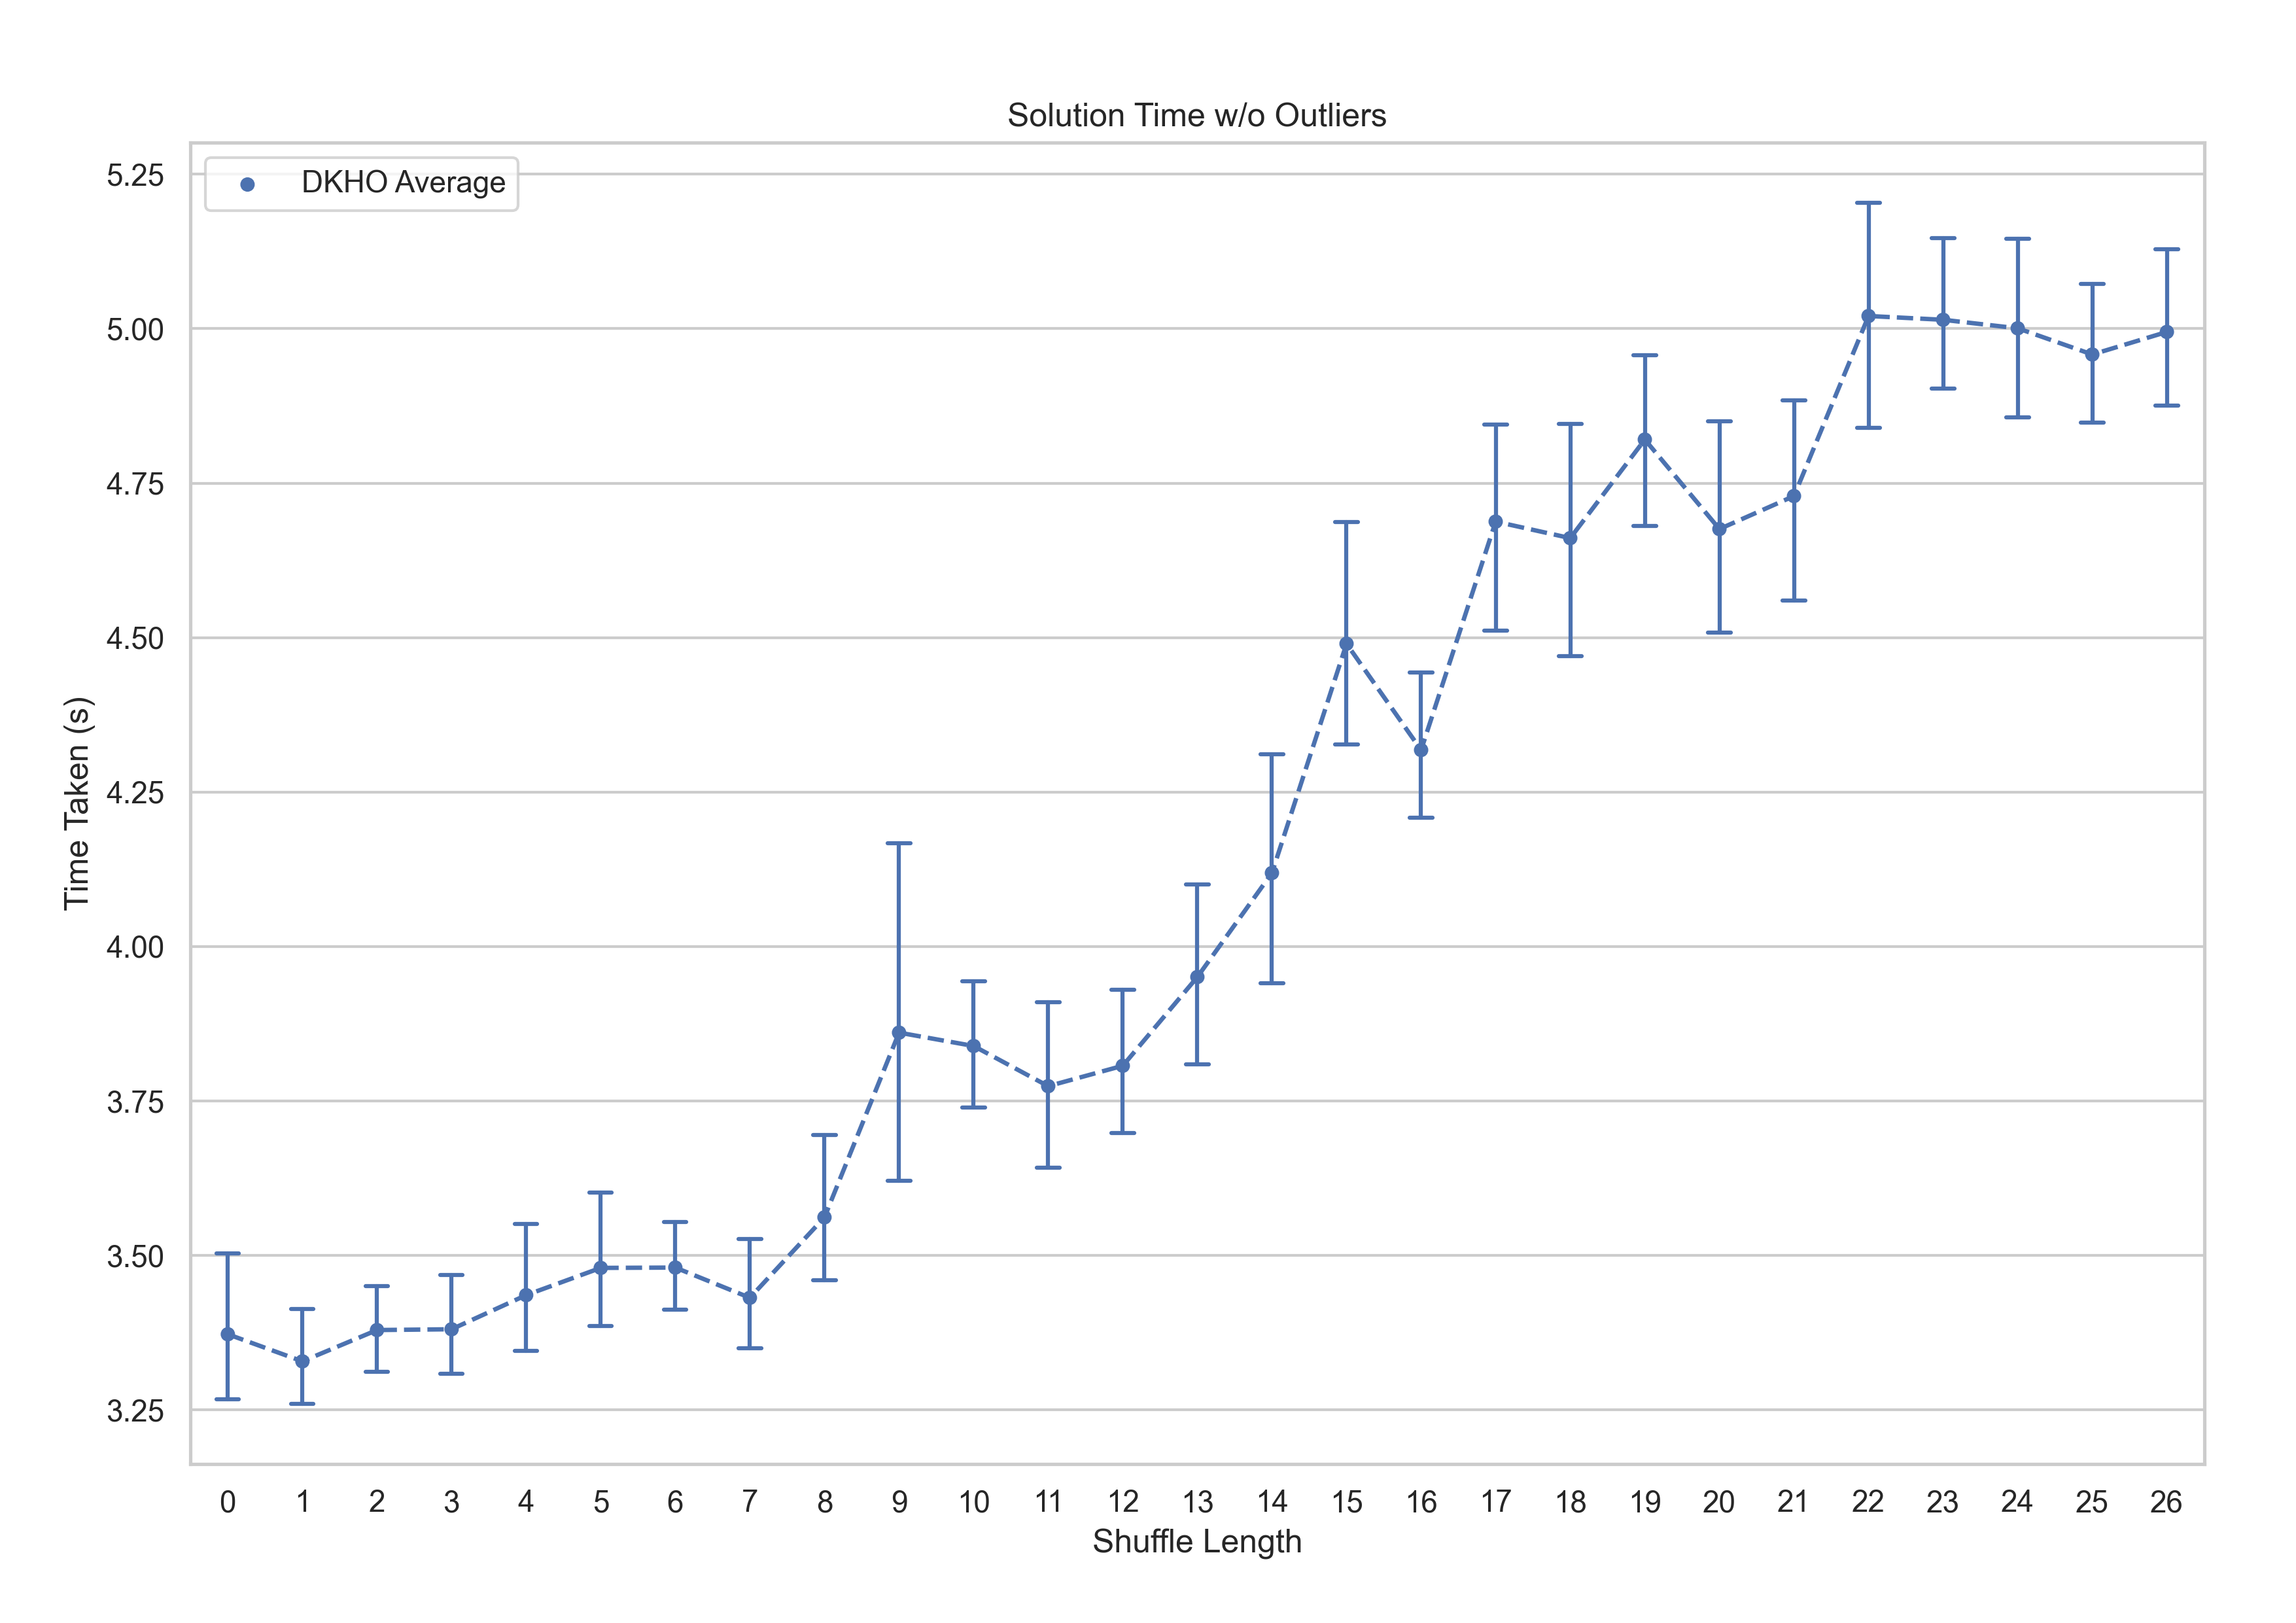 Solution Time w/o Outliers
DKHO Average
5.25
5.00
4.75
4.50
4.25
4.00
3.75
3.50
3.25
Time Taken (s)
0 1 2 3 4 5 6 7 8 9 10 11 12 13 14 15 16 17 18 19 20 21 22 23 24 25 26
Shuffle Length